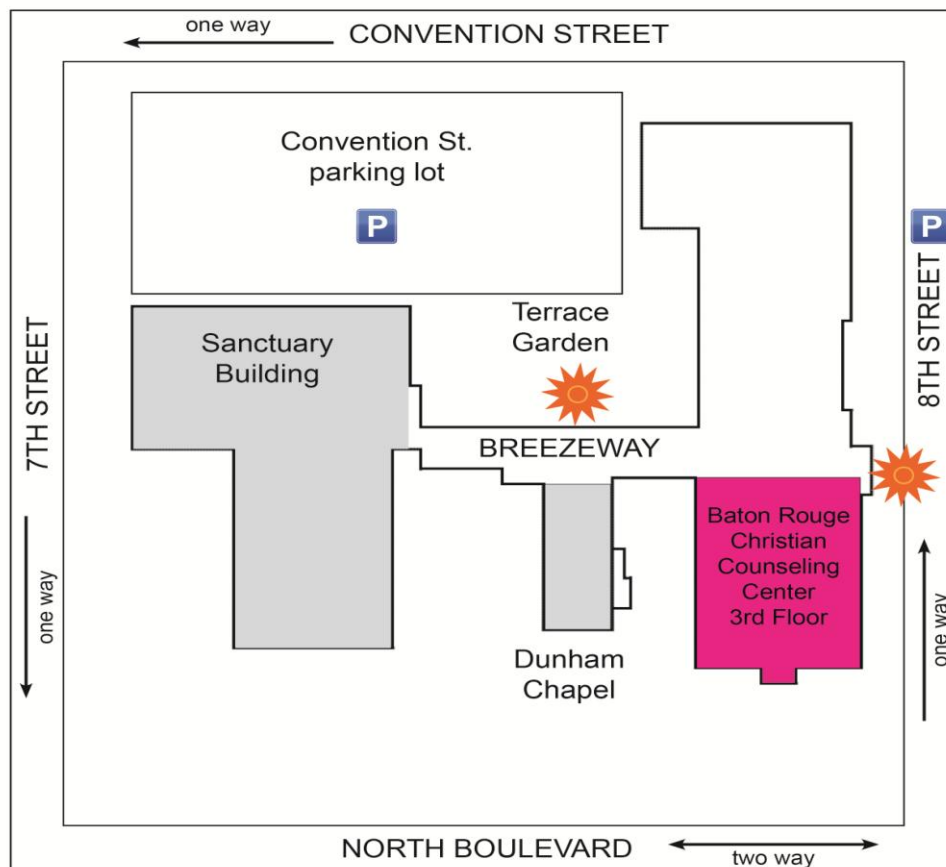 one way
CONVENTION STREET
Convention St.
parking lot
P
P
Terrace
Garden
Sanctuary
Building
7TH STREET
8TH STREET
BREEZEWAY
Baton Rouge
Christian
Counseling
Center
3rd Floor
one way
one way
Dunham
Chapel
NORTH BOULEVARD
two way